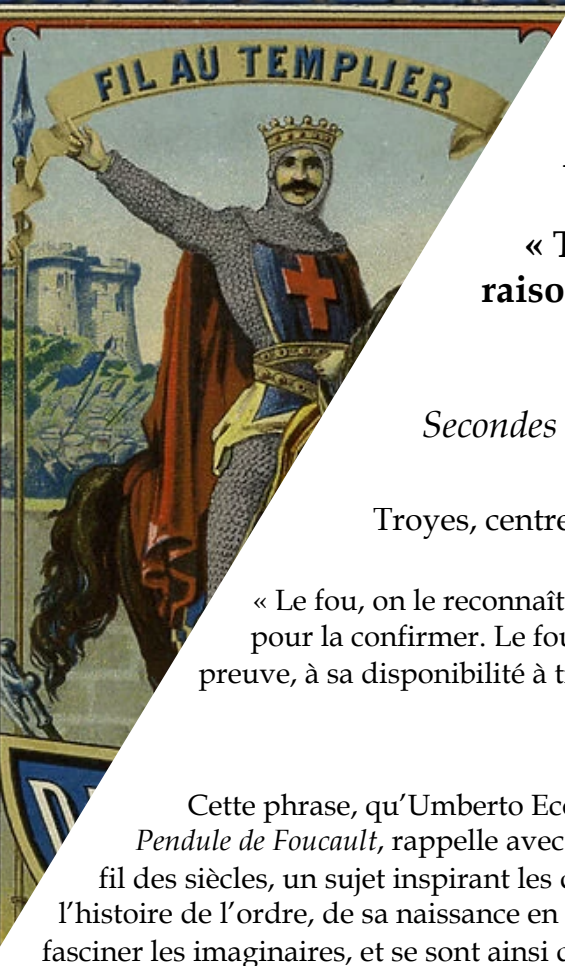 FIL AU TEMPLIER
« T
raiso
Secondes
Troyes, centre
« Le fou, on le reconnaît
pour la confirmer. Le fou
preuve, à sa disponibilité à t
Cette phrase, qu’Umberto Eco
Pendule de Foucault, rappelle avec
fil des siècles, un sujet inspirant les
l’histoire de l’ordre, de sa naissance en
fasciner les imaginaires, et se sont ainsi